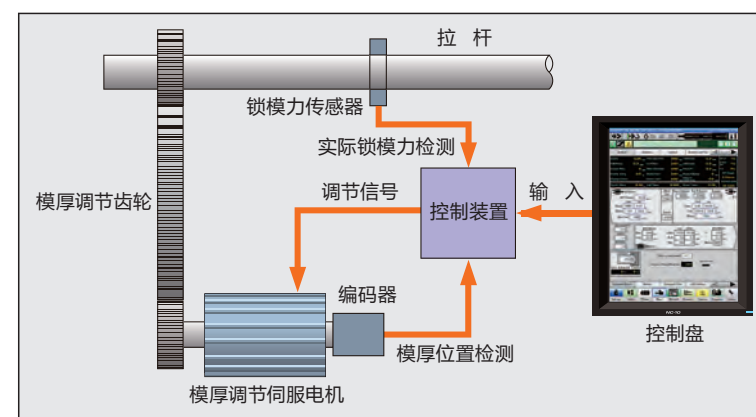 拉 杆
锁模力传感器
实际锁模力检测
模厚调节齿轮
调节信号
控制装置
输 入
编码器
模厚位置检测
控制盘
模厚调节伺服电机